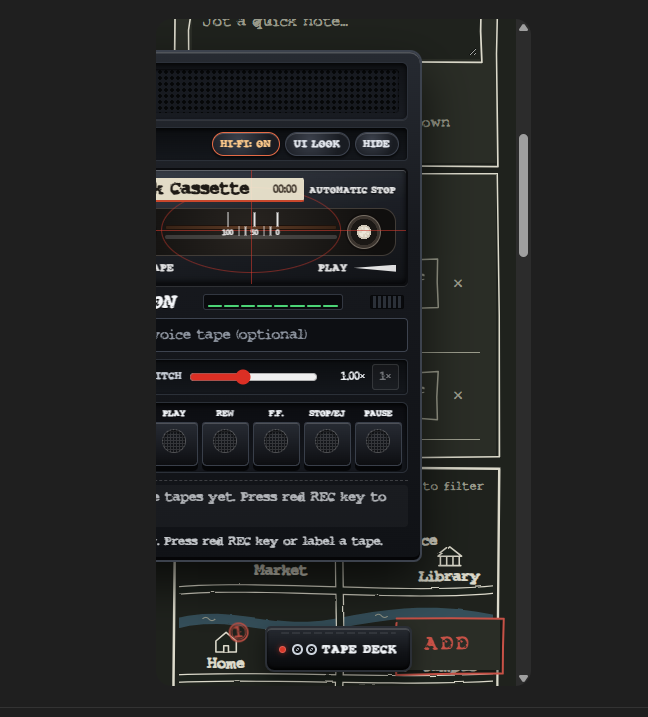 Jot a quick note…
own
HI-FI: ON UI LOOK HIDE
Cassette 00:00 AUTOMATIC STOP
100 50 0
PLAY
ON
voice tape (optional)
×
ITCH 1.00× 1×
PLAY REW F.F. STOP/EJ PAUSE
×
to filter
e tapes yet. Press red REC key to
. Press red REC key or label a tape.
ce
Market Library
1
Home TAPE DECK ADD